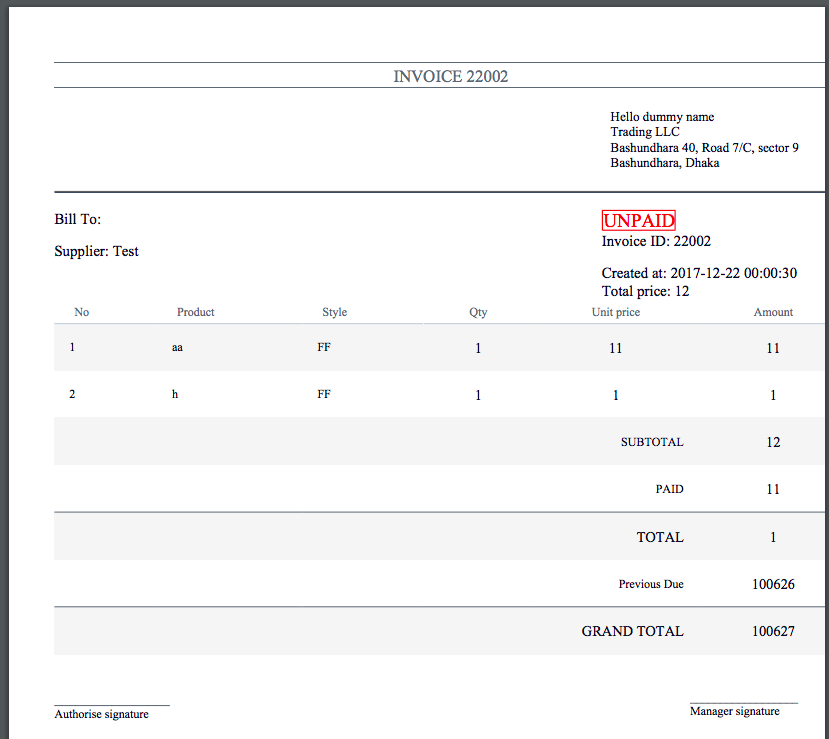 INVOICE 22002
Hello dummy name
Trading LLC
Bashundhara 40, Road 7/C, sector 9
Bashundhara, Dhaka
Bill To:
Supplier: Test
UNPAID
Invoice ID: 22002
Created at: 2017-12-22 00:00:30
Total price: 12
No Product Style Qty Unit price Amount
1 aa FF 1 11 11
2 h FF 1 1 1
SUBTOTAL 12
PAID 11
TOTAL 1
Previous Due 100626
GRAND TOTAL 100627
Authorise signature
Manager signature